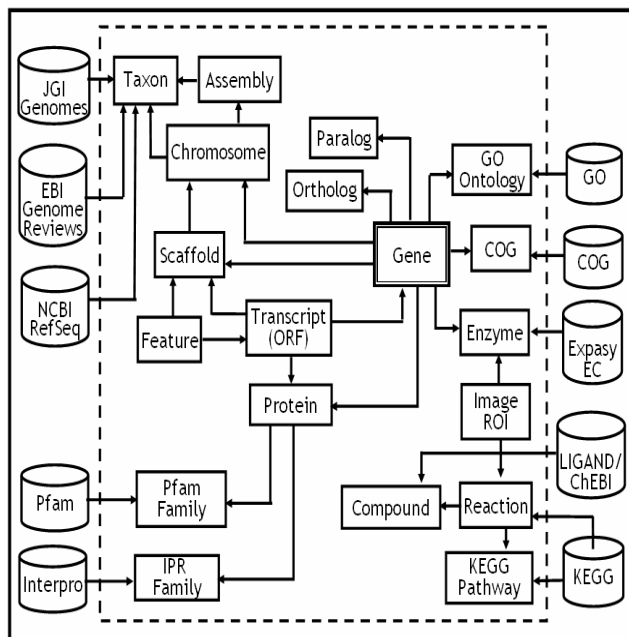 JGI
Genomes
Taxon
Assembly
Chromosome
Paralog
GO
Ontology
GO
EBI
Genome
Reviews
Ortholog
Scaffold
Gene
COG
COG
NCBI
RefSeq
Feature
Transcript
(ORF)
Enzyme
Expasy
EC
Protein
Image
ROI
LIGAND/
ChEBI
Pfam
Pfam
Family
Compound
Reaction
Interpro
IPR
Family
KEGG
Pathway
KEGG